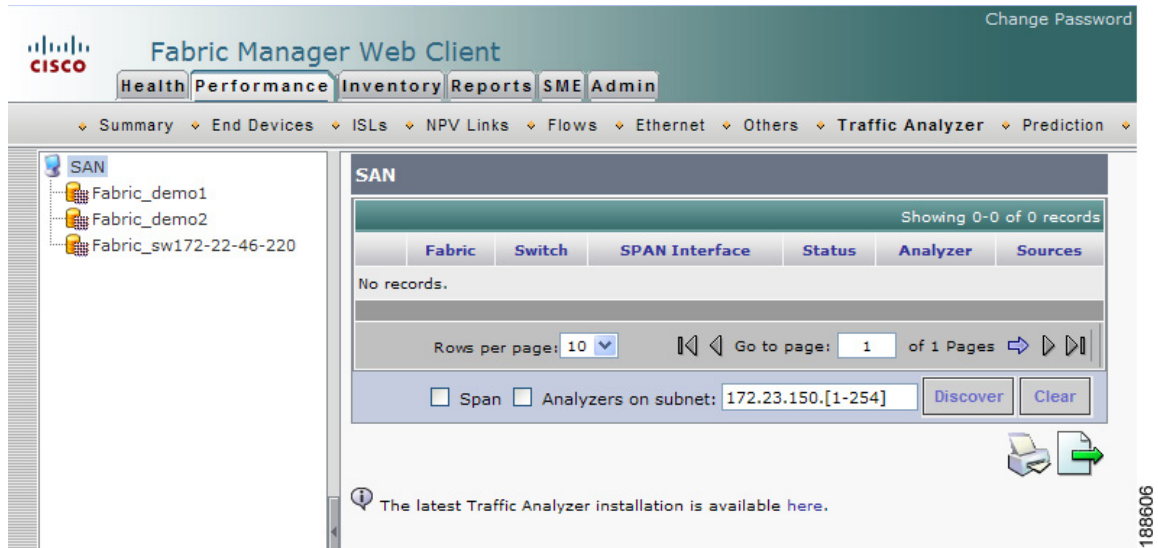 Change Password
CISCO
Fabric Manager Web Client
Health Performance Inventory Reports SME Admin
Summary End Devices ISLs NPV Links Flows Ethernet Others Traffic Analyzer Prediction
SAN
Fabric_demo1
Fabric_demo2
Fabric_sw172-22-46-220
SAN
Showing 0-0 of 0 records
Fabric Switch SPAN Interface Status Analyzer Sources
No records.
Rows per page: 10 Go to page: 1 of 1 Pages
Span Analyzers on subnet: 172.23.150.[1-254] Discover Clear
The latest Traffic Analyzer installation is available here.
188606